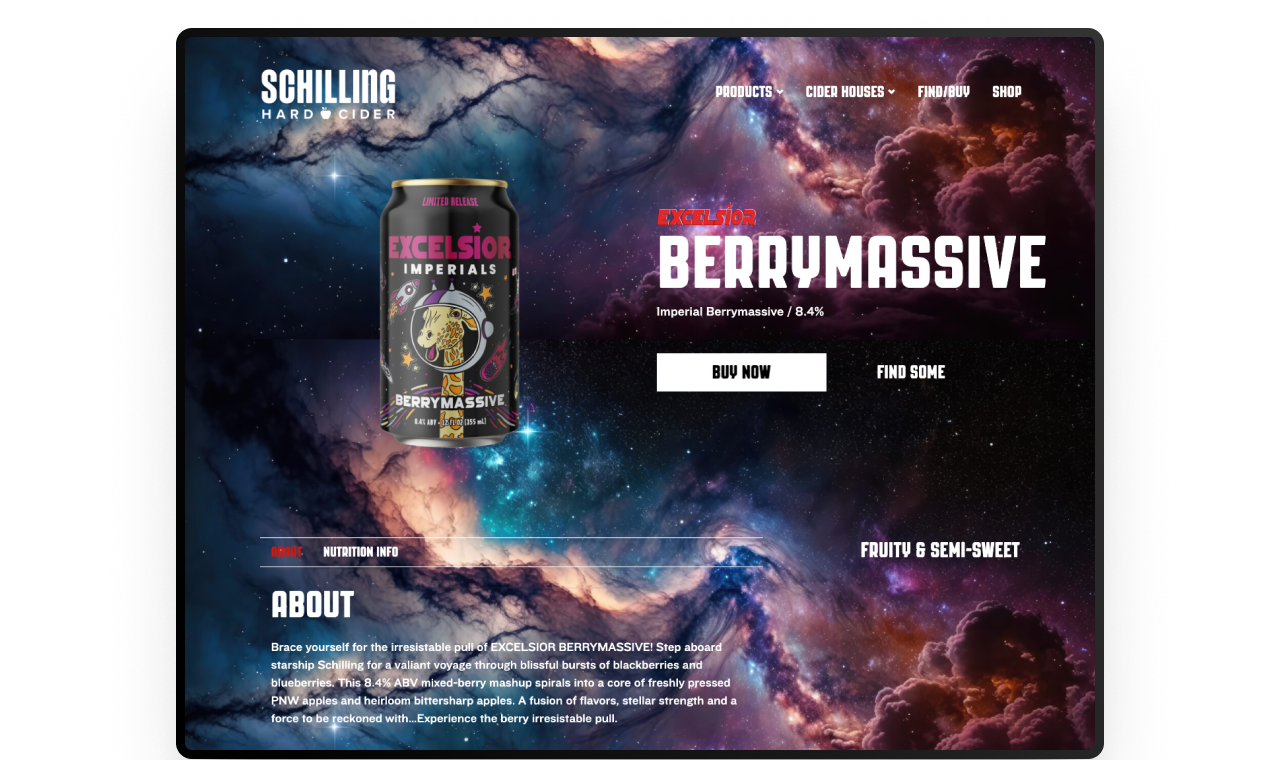 SCHILLING
HARD CIDER
PRODUCTS
CIDER HOUSES
FIND/BUY
SHOP
LIMITED RELEASE
EXCELSIOR
IMPERIALS
BERRYMASSIVE
8.4% ABV • 12 FL OZ (355 mL)
EXCELSIOR
BERRYMASSIVE
Imperial Berrymassive / 8.4%
BUY NOW
FIND SOME
ABOUT
NUTRITION INFO
FRUITY & SEMI-SWEET
ABOUT
Brace yourself for the irresistable pull of EXCELSIOR BERRYMASSIVE! Step aboard
starship Schilling for a valiant voyage through blissful bursts of blackberries and
blueberries. This 8.4% ABV mixed-berry mashup spirals into a core of freshly pressed
PNW apples and heirloom bittersharp apples. A fusion of flavors, stellar strength and a
force to be reckoned with...Experience the berry irresistable pull.